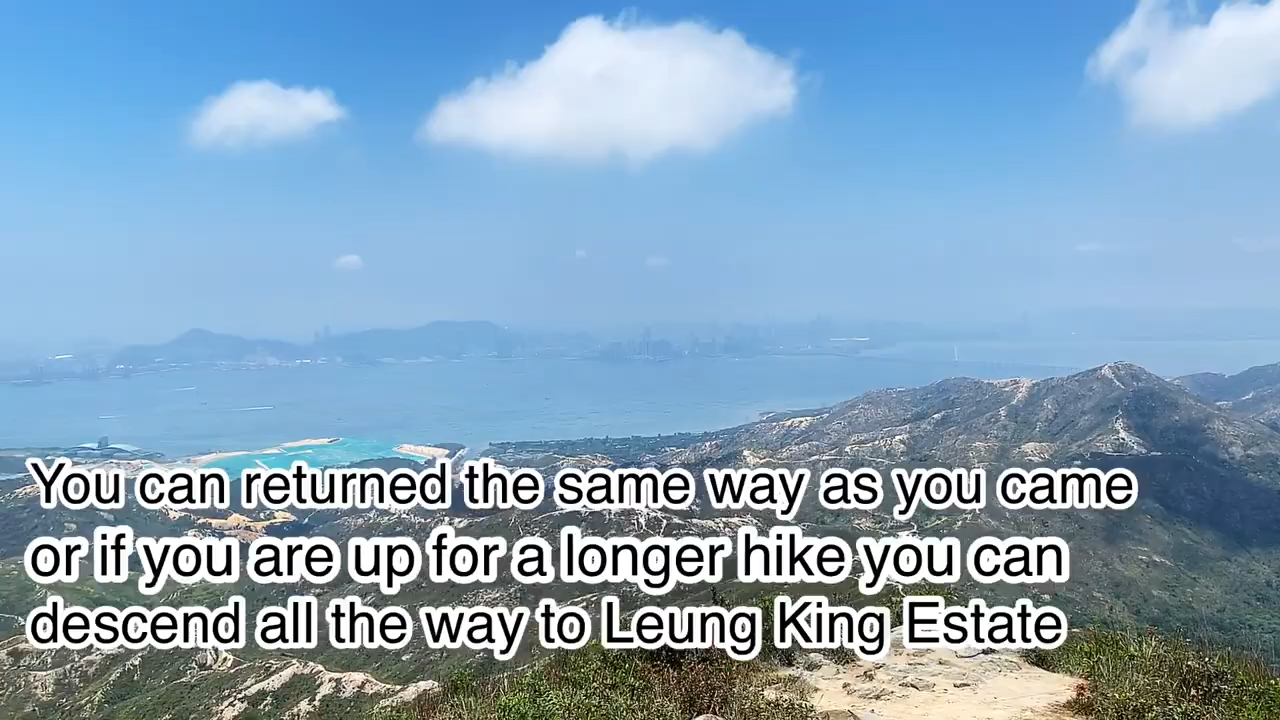 You can returned the same way as you came
or if you are up for a longer hike you can
descend all the way to Leung King Estate